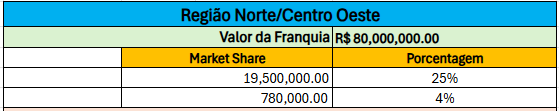 Região Norte/Centro Oeste
Valor da Franquia R$ 80,000,000.00
Market Share Porcentagem
19,500,000.00 25%
780,000.00 4%